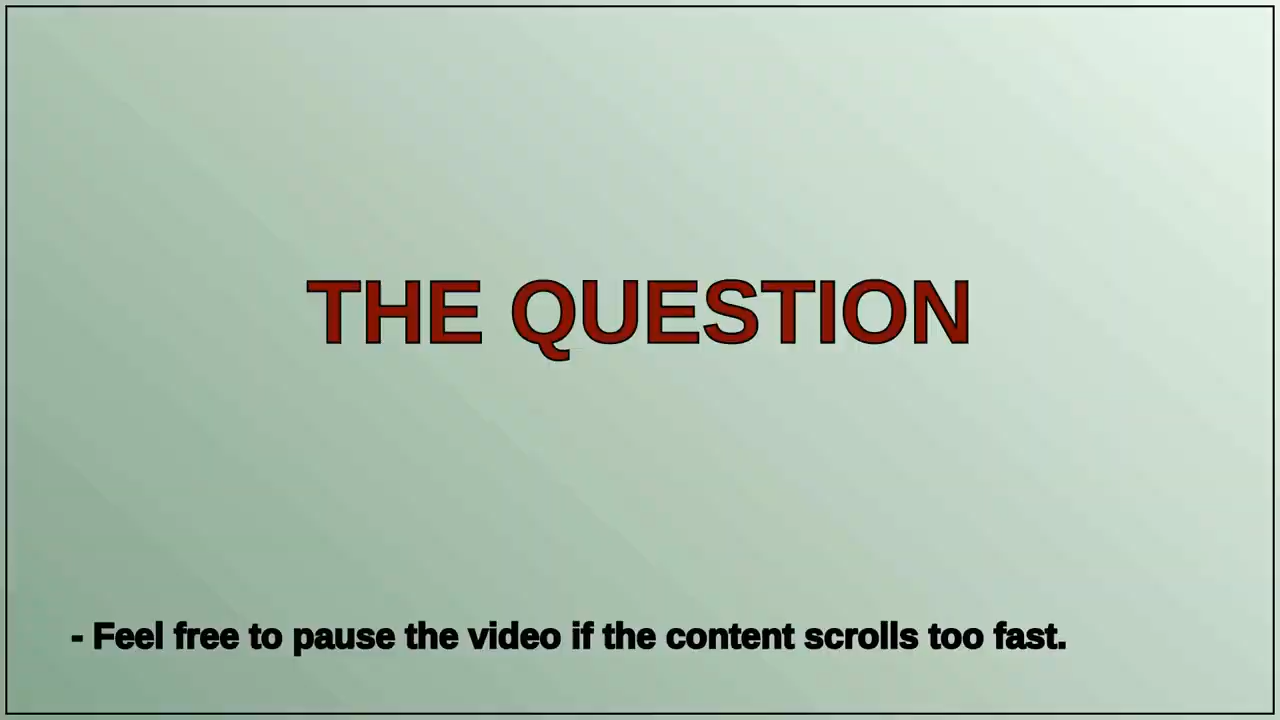 THE QUESTION
- Feel free to pause the video if the content scrolls too fast.